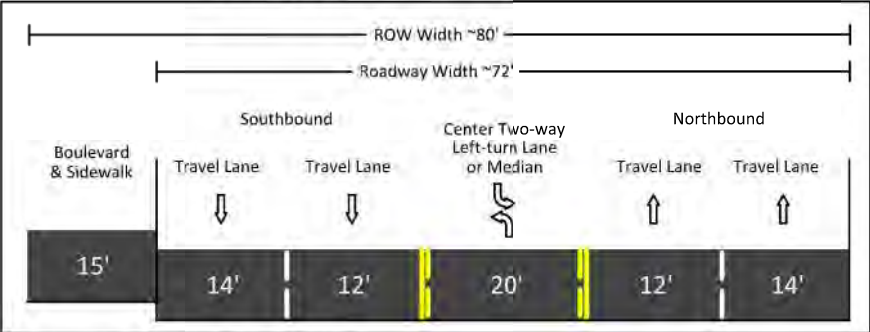 ROW Width ~80'
Roadway Width ~72'
Southbound
Northbound
Boulevard
& Sidewalk
Travel Lane
Travel Lane
Center Two-way
Left-turn Lane
or Median
Travel Lane
Travel Lane
15'
14'
12'
20'
12'
14'